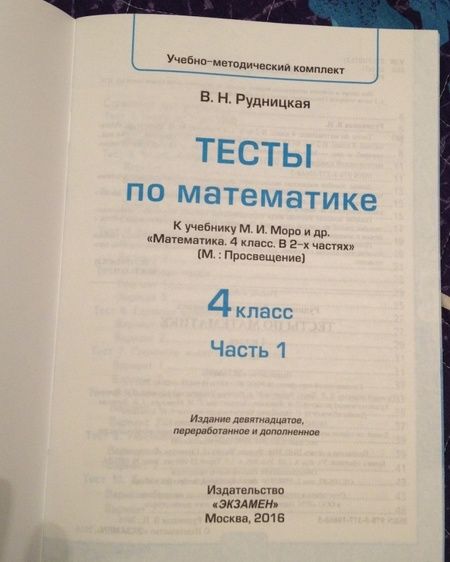 Учебно-методический комплект
В. Н. Рудницкая
ТЕСТЫ
по математике
К учебнику М. И. Моро и др.
«Математика. 4 класс. В 2-х частях»
(М. : Просвещение)
4 класс
Часть 1
Издание девятнадцатое,
переработанное и дополненное
Издательство
«ЭКЗАМЕН»
Москва, 2016